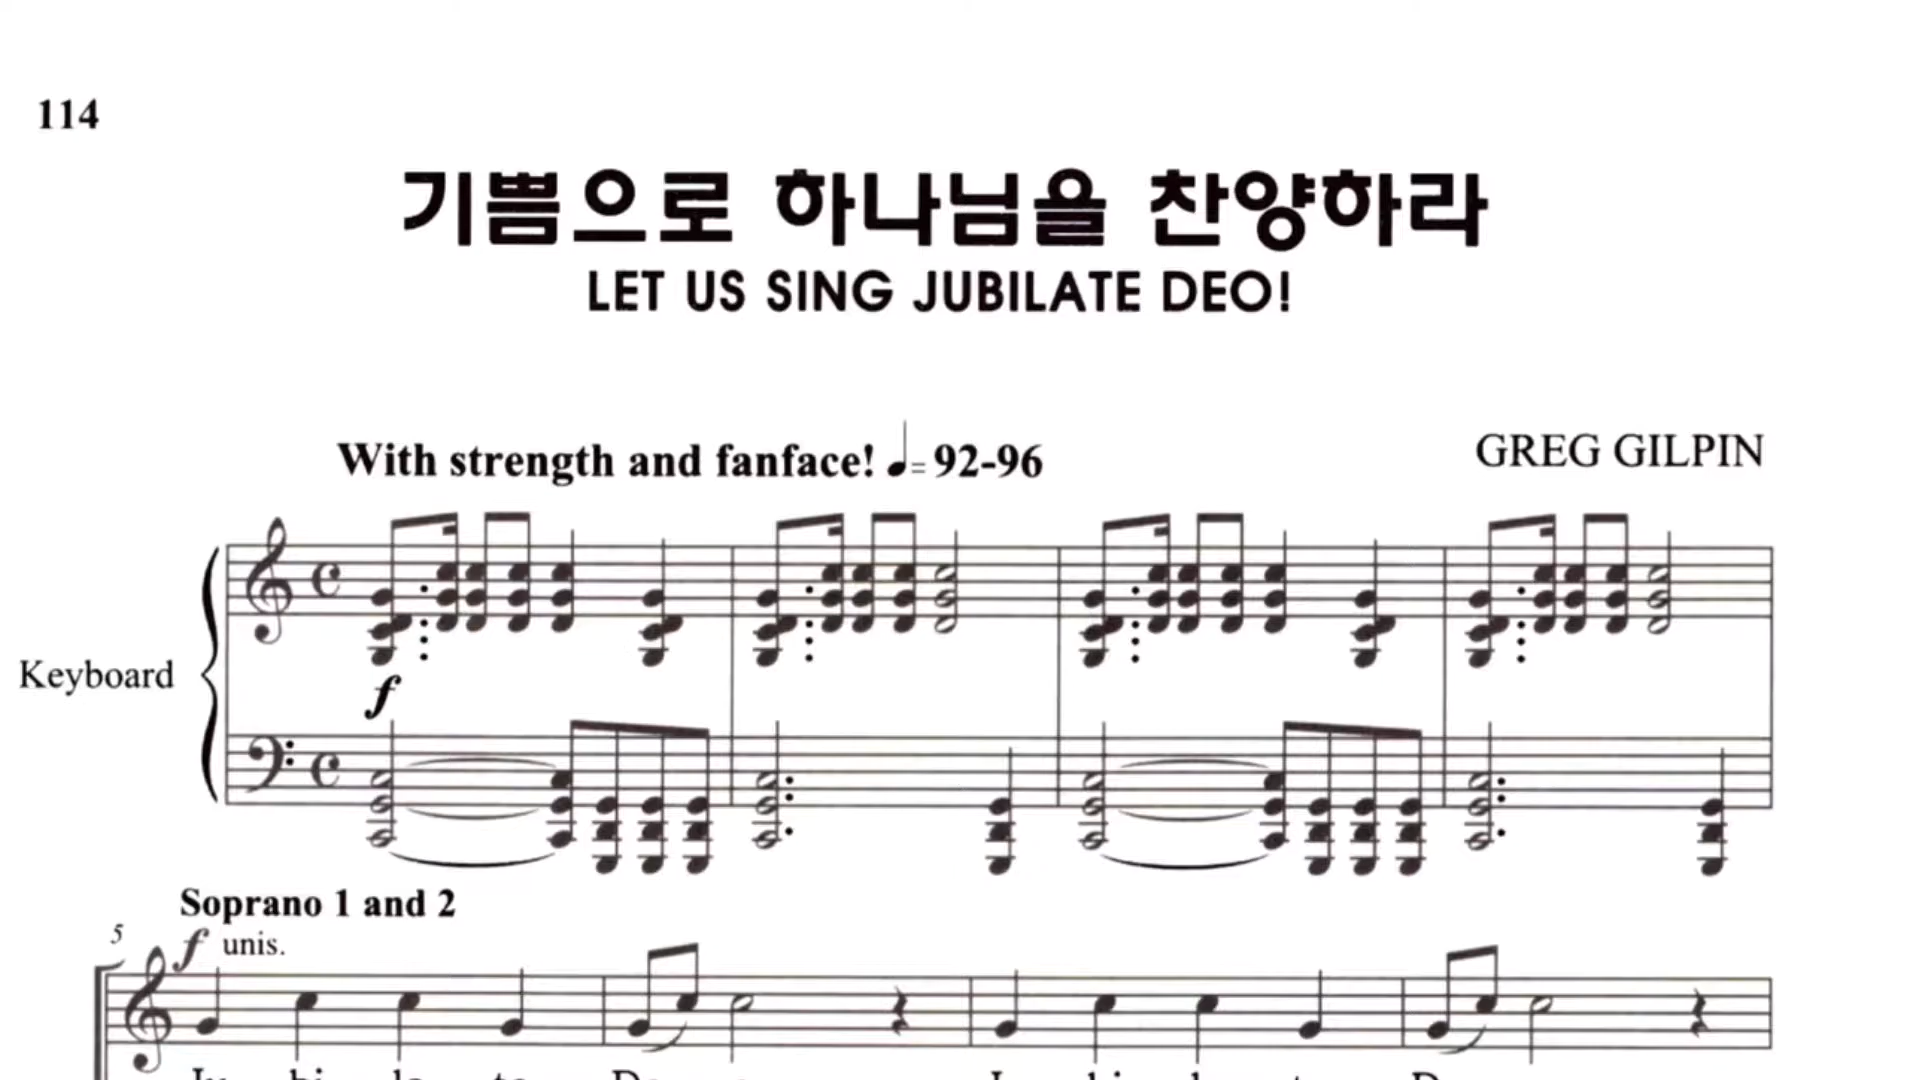 114
기쁨으로 하나님을 찬양하라
LET US SING JUBILATE DEO!
With strength and fanface! ♩= 92-96
GREG GILPIN
Keyboard
f
Soprano 1 and 2
5
f unis.